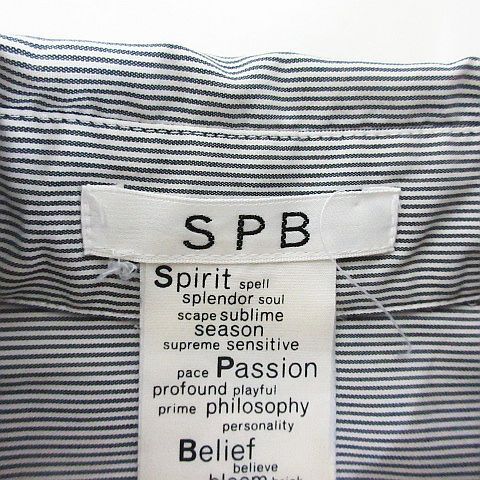 SPB
Spirit spell
splendor soul
scape sublime
season
supreme sensitive
pace Passion
profound playful
prime philosophy
personality
Belief
believe
bloom